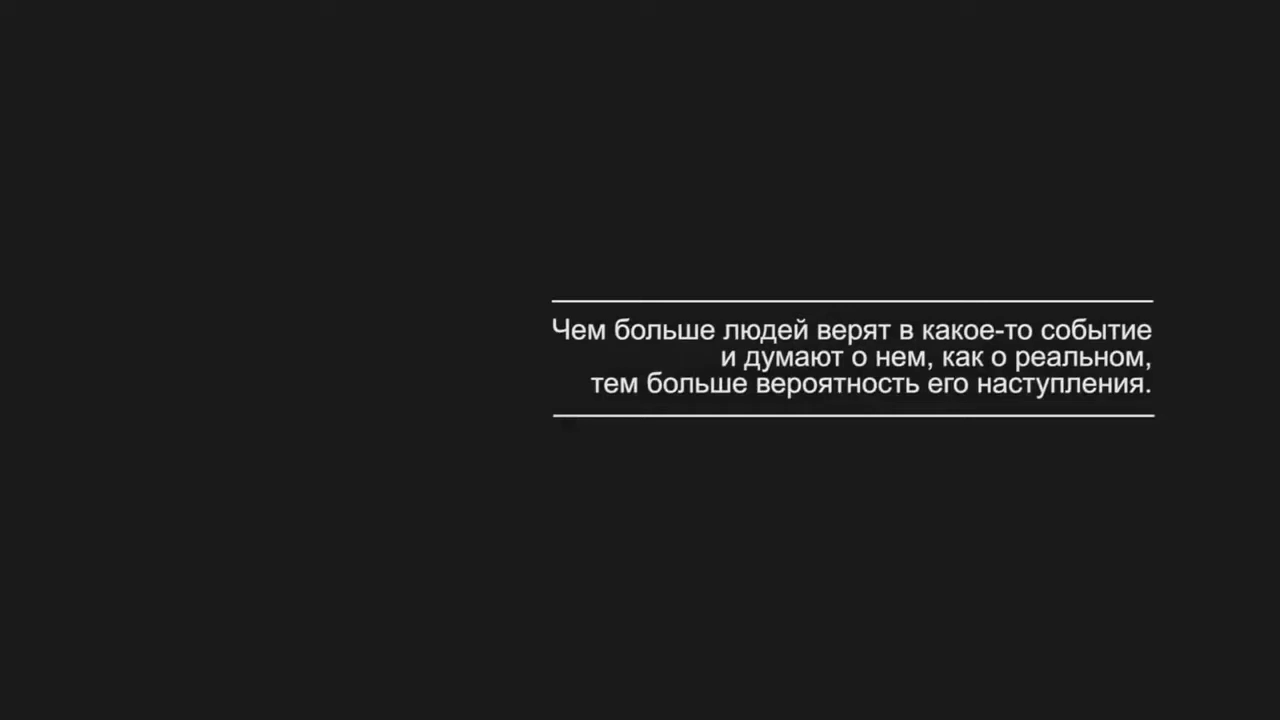 Чем больше людей верят в какое-то событие
и думают о нем, как о реальном,
тем больше вероятность его наступления.